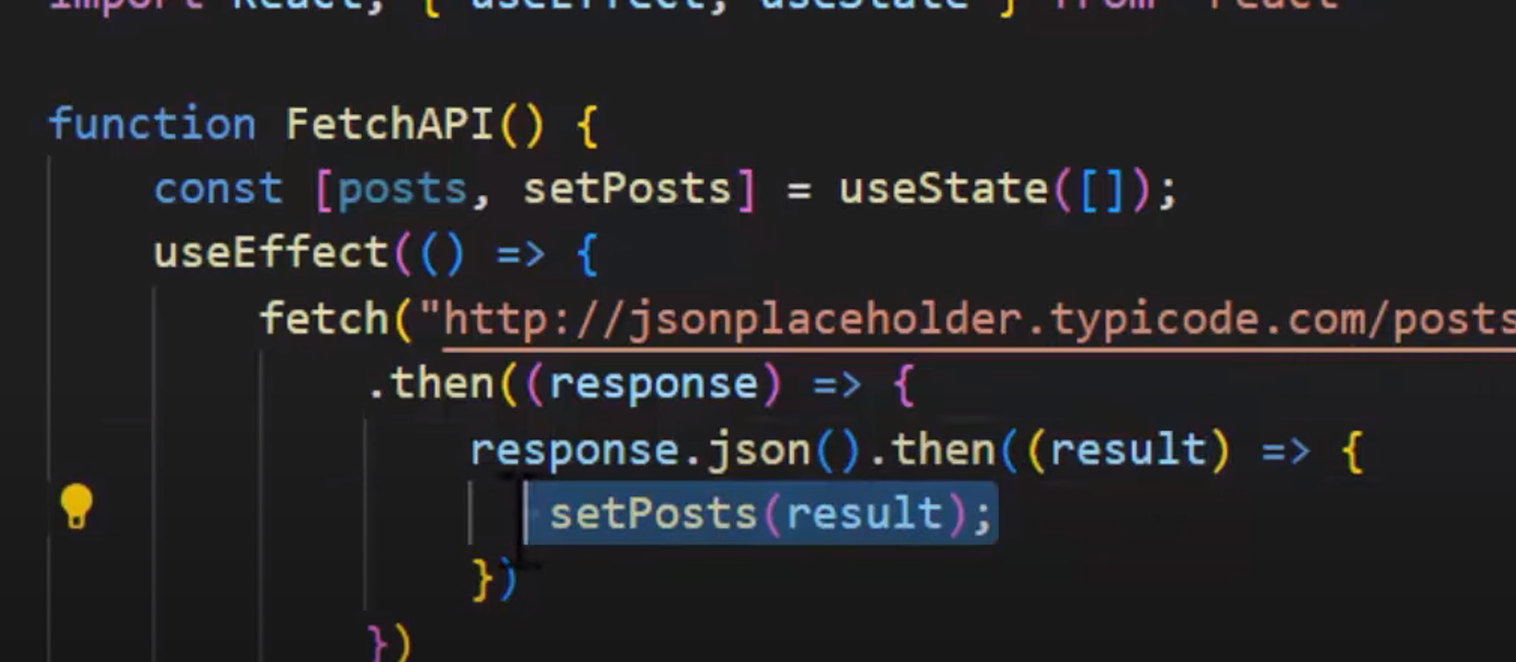 import React, { useEffect, useState } from 'react'
function FetchAPI() {
const [posts, setPosts] = useState([]);
useEffect(() => {
fetch("http://jsonplaceholder.typicode.com/posts
.then((response) => {
response.json().then((result) => {
setPosts(result);
})
})